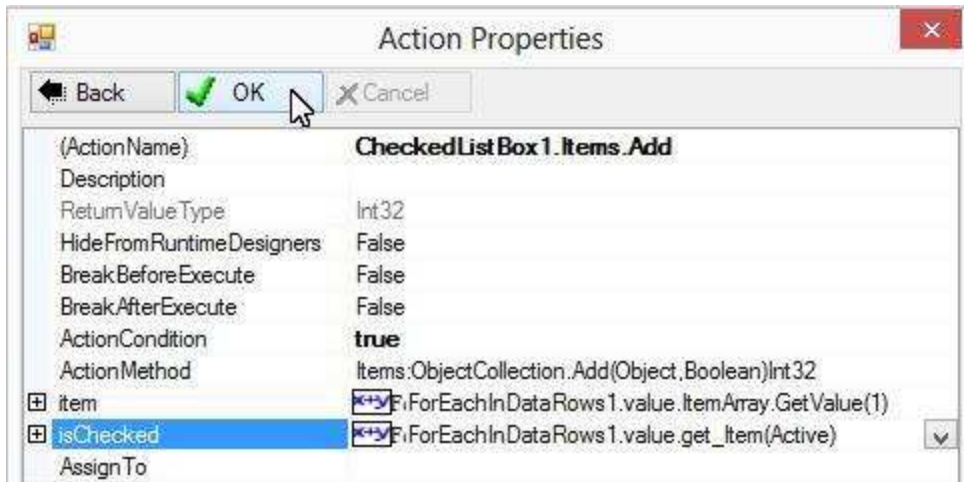 Action Properties
Back OK Cancel
(ActionName) CheckedListBox1.Items.Add
Description
ReturnValueType Int32
HideFromRuntimeDesigners False
BreakBeforeExecute False
BreakAfterExecute False
ActionCondition true
ActionMethod Items:ObjectCollection.Add(Object,Boolean)Int32
item x+y F:ForEachInDataRows1.value.ItemArray.GetValue(1)
isChecked x+y F:ForEachInDataRows1.value.get_Item(Active)
AssignTo